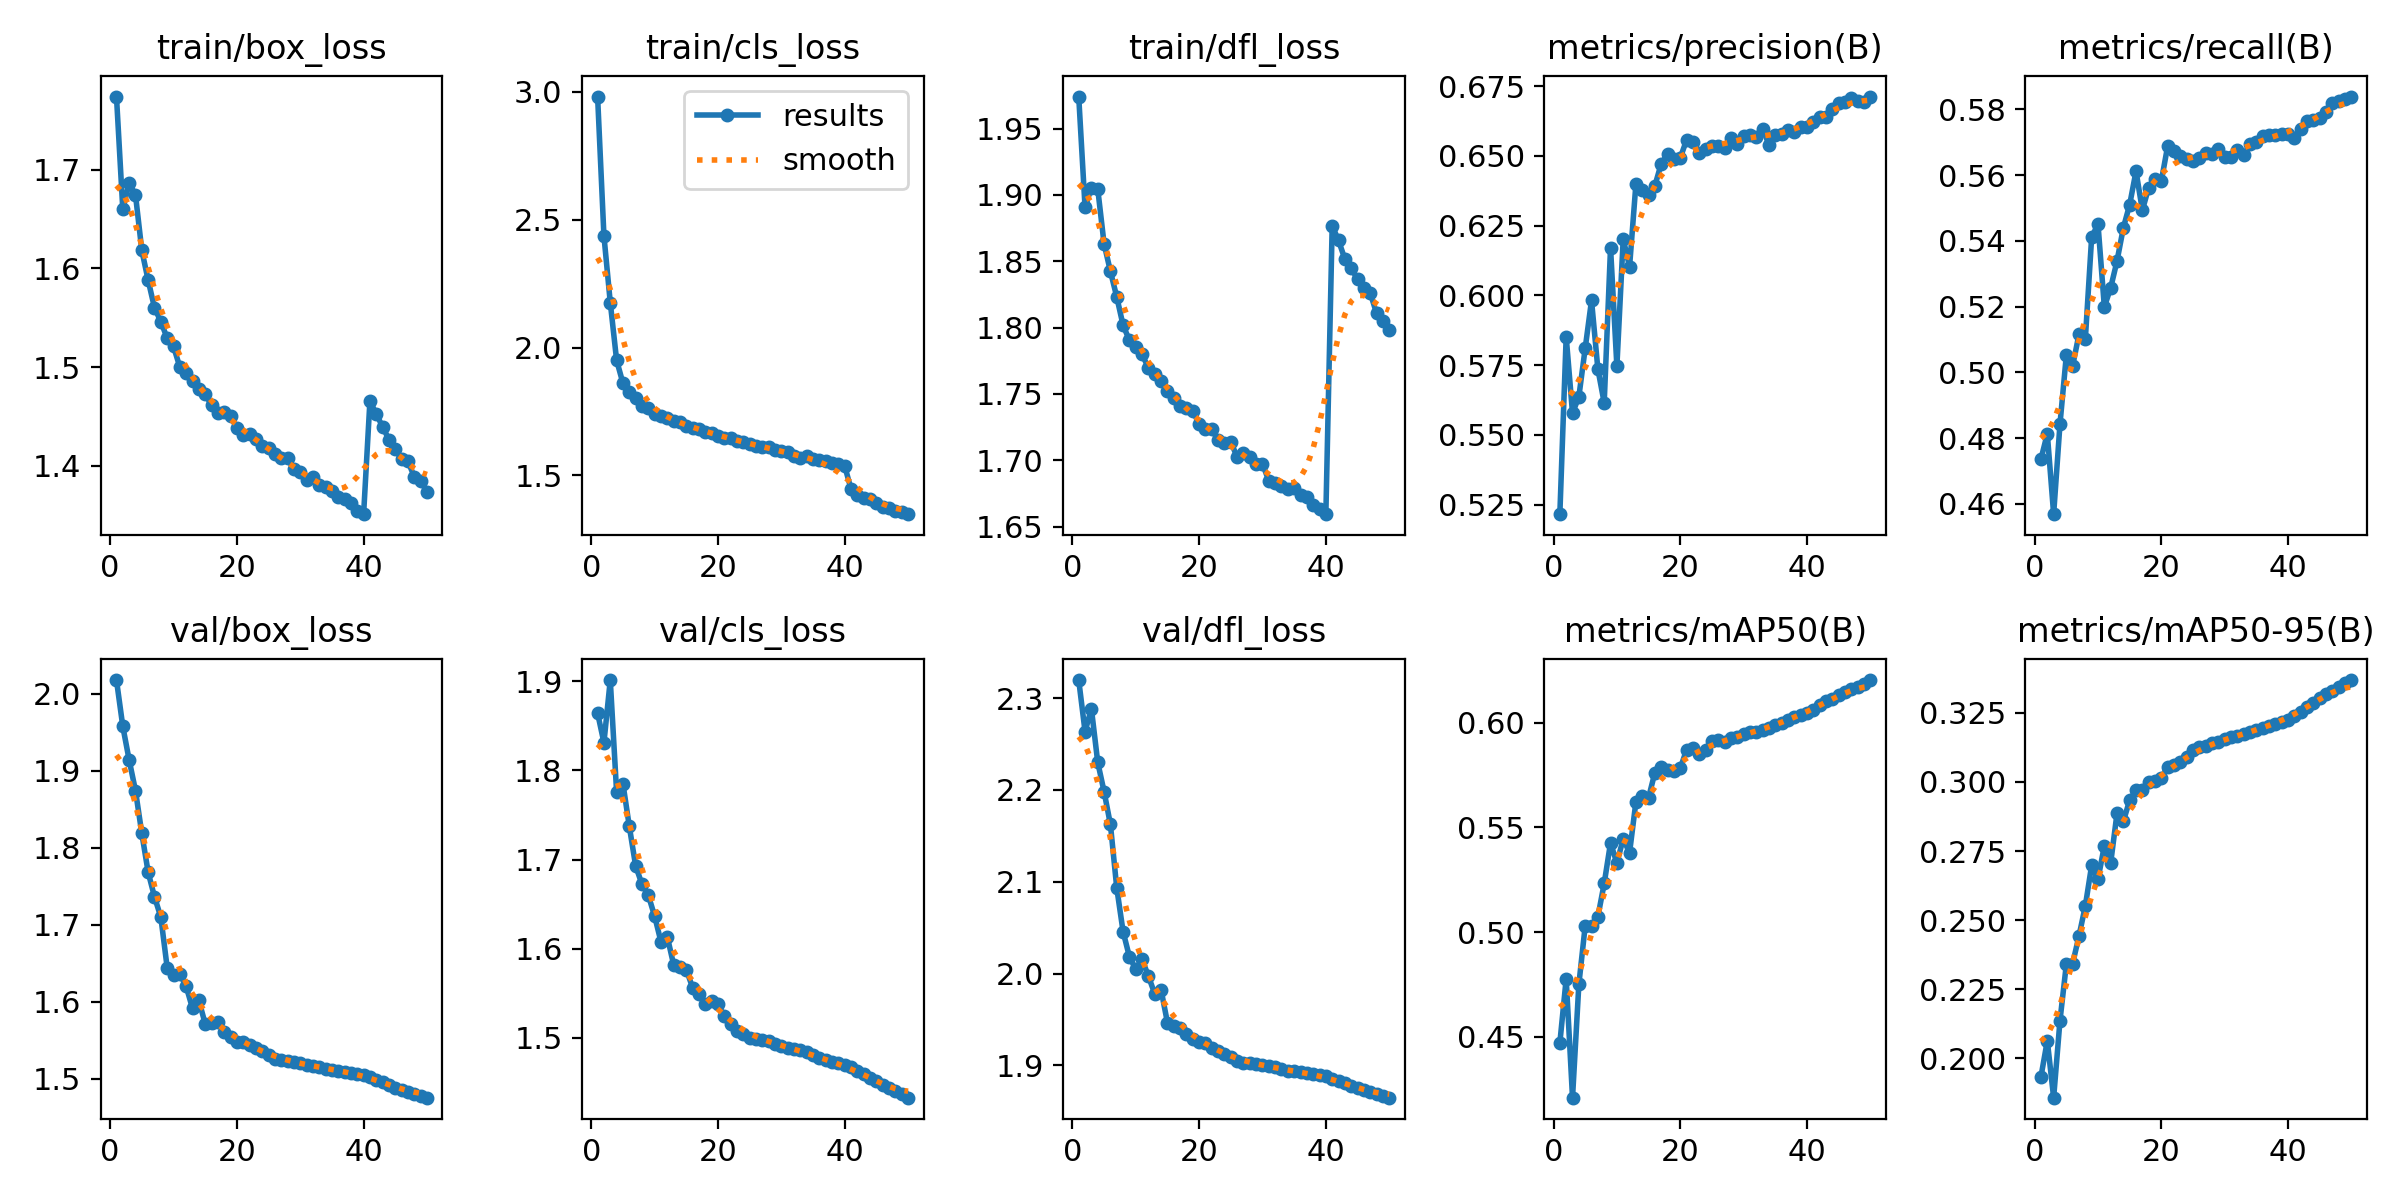 train/box_loss
1.7
1.6
1.5
1.4
0 20 40
train/cls_loss
results
smooth
3.0
2.5
2.0
1.5
0 20 40
train/dfl_loss
1.95
1.90
1.85
1.80
1.75
1.70
1.65
0 20 40
metrics/precision(B)
0.675
0.650
0.625
0.600
0.575
0.550
0.525
0 20 40
metrics/recall(B)
0.58
0.56
0.54
0.52
0.50
0.48
0.46
0 20 40
val/box_loss
2.0
1.9
1.8
1.7
1.6
1.5
0 20 40
val/cls_loss
1.9
1.8
1.7
1.6
1.5
0 20 40
val/dfl_loss
2.3
2.2
2.1
2.0
1.9
0 20 40
metrics/mAP50(B)
0.60
0.55
0.50
0.45
0 20 40
metrics/mAP50-95(B)
0.325
0.300
0.275
0.250
0.225
0.200
0 20 40